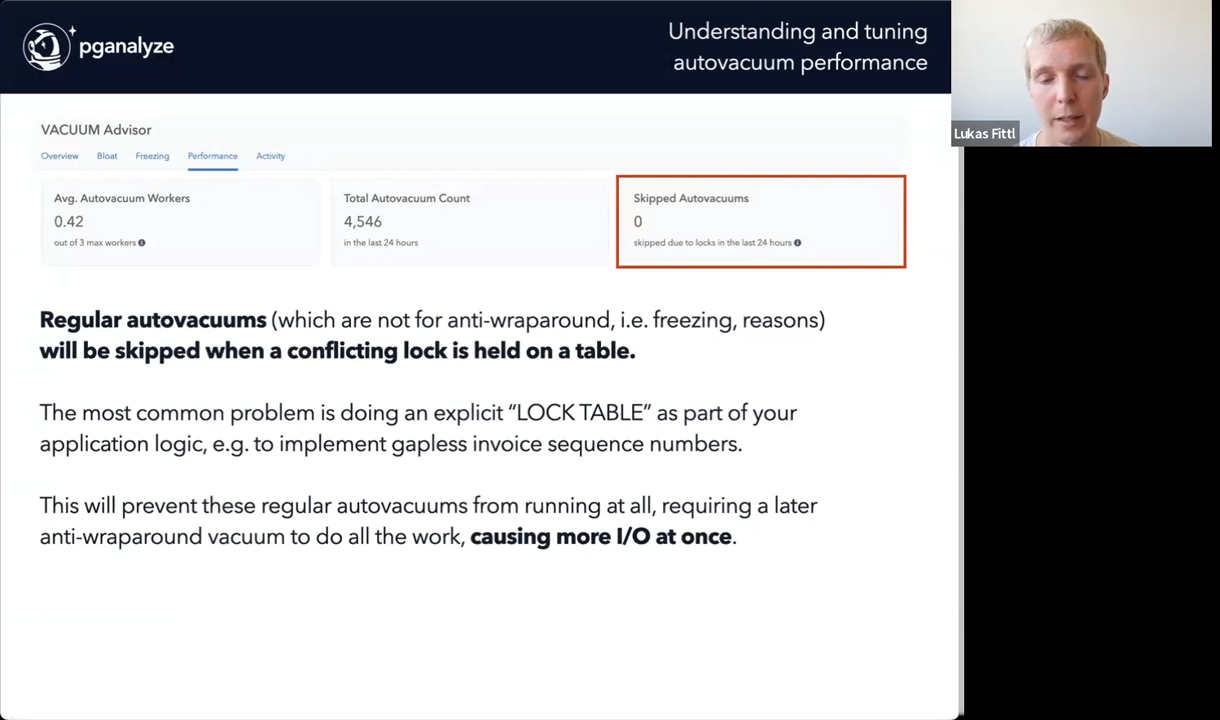 pganalyze
Understanding and tuning
autovacuum performance
Lukas Fittl
VACUUM Advisor
Overview Bloat Freezing Performance Activity
Avg. Autovacuum Workers
0.42
out of 3 max workers
Total Autovacuum Count
4,546
in the last 24 hours
Skipped Autovacuums
0
skipped due to locks in the last 24 hours
Regular autovacuums (which are not for anti-wraparound, i.e. freezing, reasons)
will be skipped when a conflicting lock is held on a table.
The most common problem is doing an explicit “LOCK TABLE” as part of your
application logic, e.g. to implement gapless invoice sequence numbers.
This will prevent these regular autovacuums from running at all, requiring a later
anti-wraparound vacuum to do all the work, causing more I/O at once.